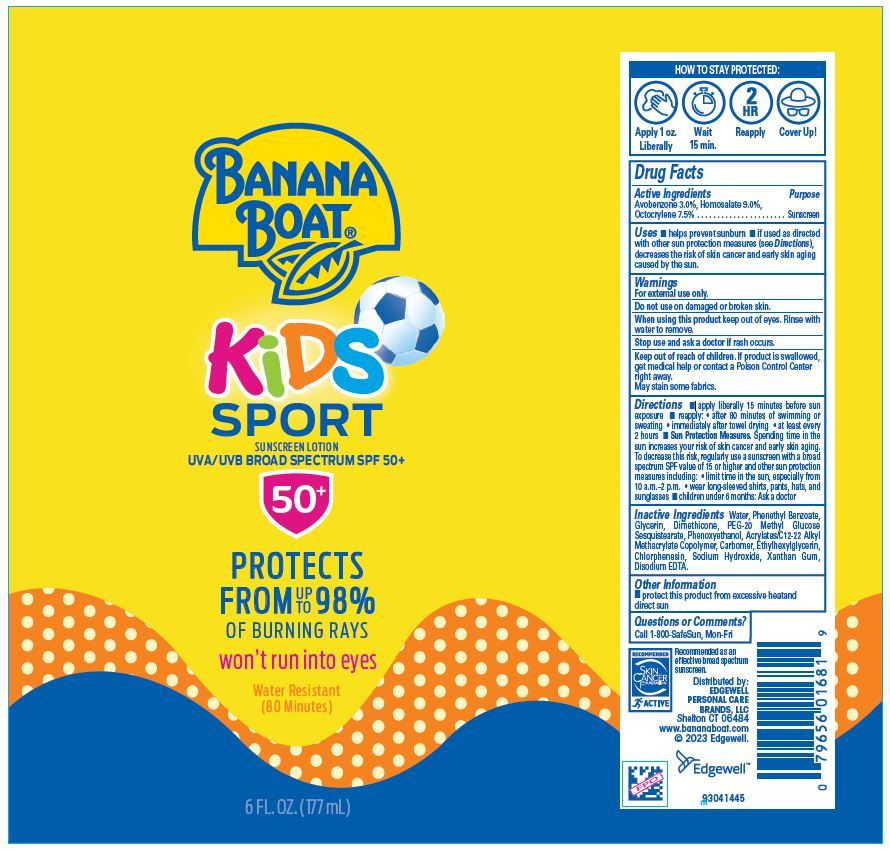 BANANA
BOAT®
KiDS
SPORT
SUNSCREEN LOTION
UVA/UVB BROAD SPECTRUM SPF 50+
50+
PROTECTS
FROM UP TO 98%
OF BURNING RAYS
won't run into eyes
Water Resistant
(80 Minutes)
6 FL. OZ. (177 mL)
HOW TO STAY PROTECTED:
2
HR
Apply 1 oz. Wait Reapply Cover Up!
Liberally 15 min.
Drug Facts
Active Ingredients Purpose
Avobenzone 3.0%, Homosalate 9.0%,
Octocrylene 7.5% ...................... Sunscreen
Uses ■ helps prevent sunburn ■ if used as directed
with other sun protection measures (see Directions),
decreases the risk of skin cancer and early skin aging
caused by the sun.
Warnings
For external use only.
Do not use on damaged or broken skin.
When using this product keep out of eyes. Rinse with
water to remove.
Stop use and ask a doctor if rash occurs.
Keep out of reach of children. If product is swallowed,
get medical help or contact a Poison Control Center
right away.
May stain some fabrics.
Directions ■ apply liberally 15 minutes before sun
exposure ■ reapply: • after 80 minutes of swimming or
sweating • immediately after towel drying • at least every
2 hours ■ Sun Protection Measures. Spending time in the
sun increases your risk of skin cancer and early skin aging.
To decrease this risk, regularly use a sunscreen with a broad
spectrum SPF value of 15 or higher and other sun protection
measures including: • limit time in the sun, especially from
10 a.m.–2 p.m. • wear long-sleeved shirts, pants, hats, and
sunglasses ■ children under 6 months: Ask a doctor
Inactive Ingredients Water, Phenethyl Benzoate,
Glycerin, Dimethicone, PEG-20 Methyl Glucose
Sesquistearate, Phenoxyethanol, Acrylates/C12-22 Alkyl
Methacrylate Copolymer, Carbomer, Ethylhexylglycerin,
Chlorphenesin, Sodium Hydroxide, Xanthan Gum,
Disodium EDTA.
Other Information
■ protect this product from excessive heatand
direct sun
Questions or Comments?
Call 1-800-SafeSun, Mon-Fri
RECOMMENDED
SKIN
CANCER
FOUNDATION
ACTIVE
Recommended as an
effective broad spectrum
sunscreen.
Distributed by:
EDGEWELL
PERSONAL CARE
BRANDS, LLC
Shelton CT 06484
www.bananaboat.com
© 2023 Edgewell.
Edgewell™
FPO
93041445
0 79656 01681 9